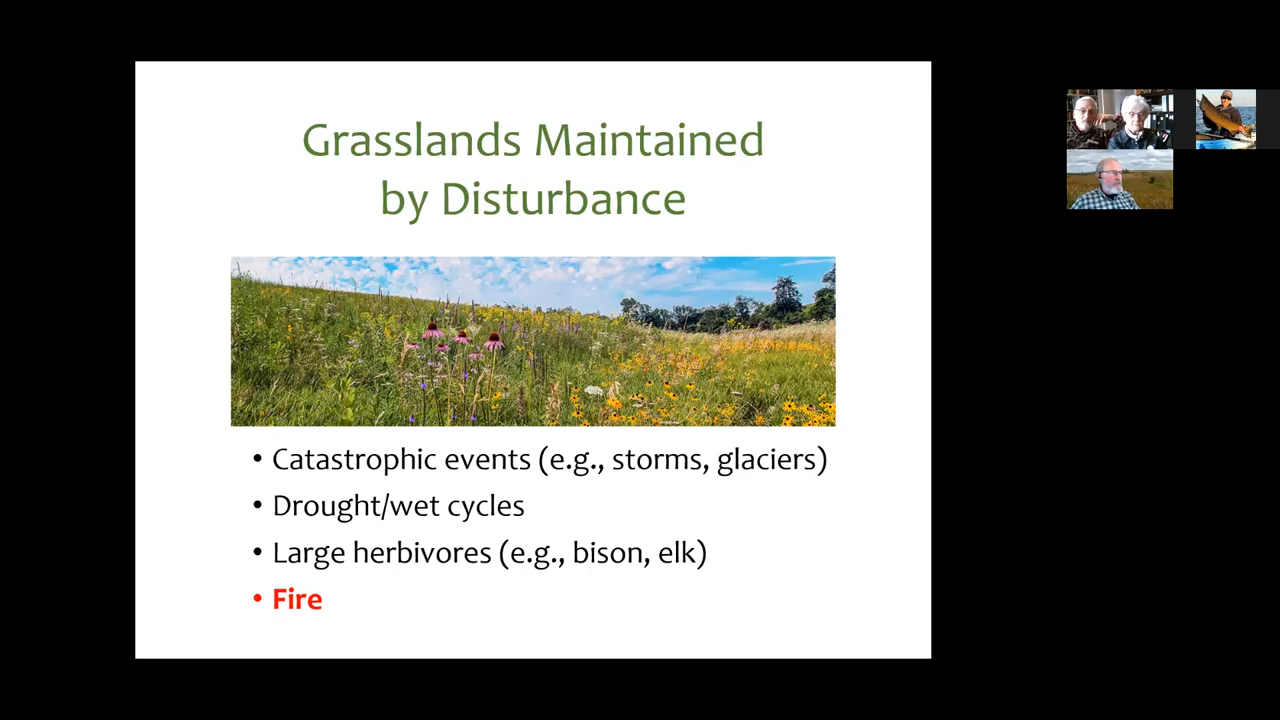 Grasslands Maintained
by Disturbance
• Catastrophic events (e.g., storms, glaciers)
• Drought/wet cycles
• Large herbivores (e.g., bison, elk)
• Fire